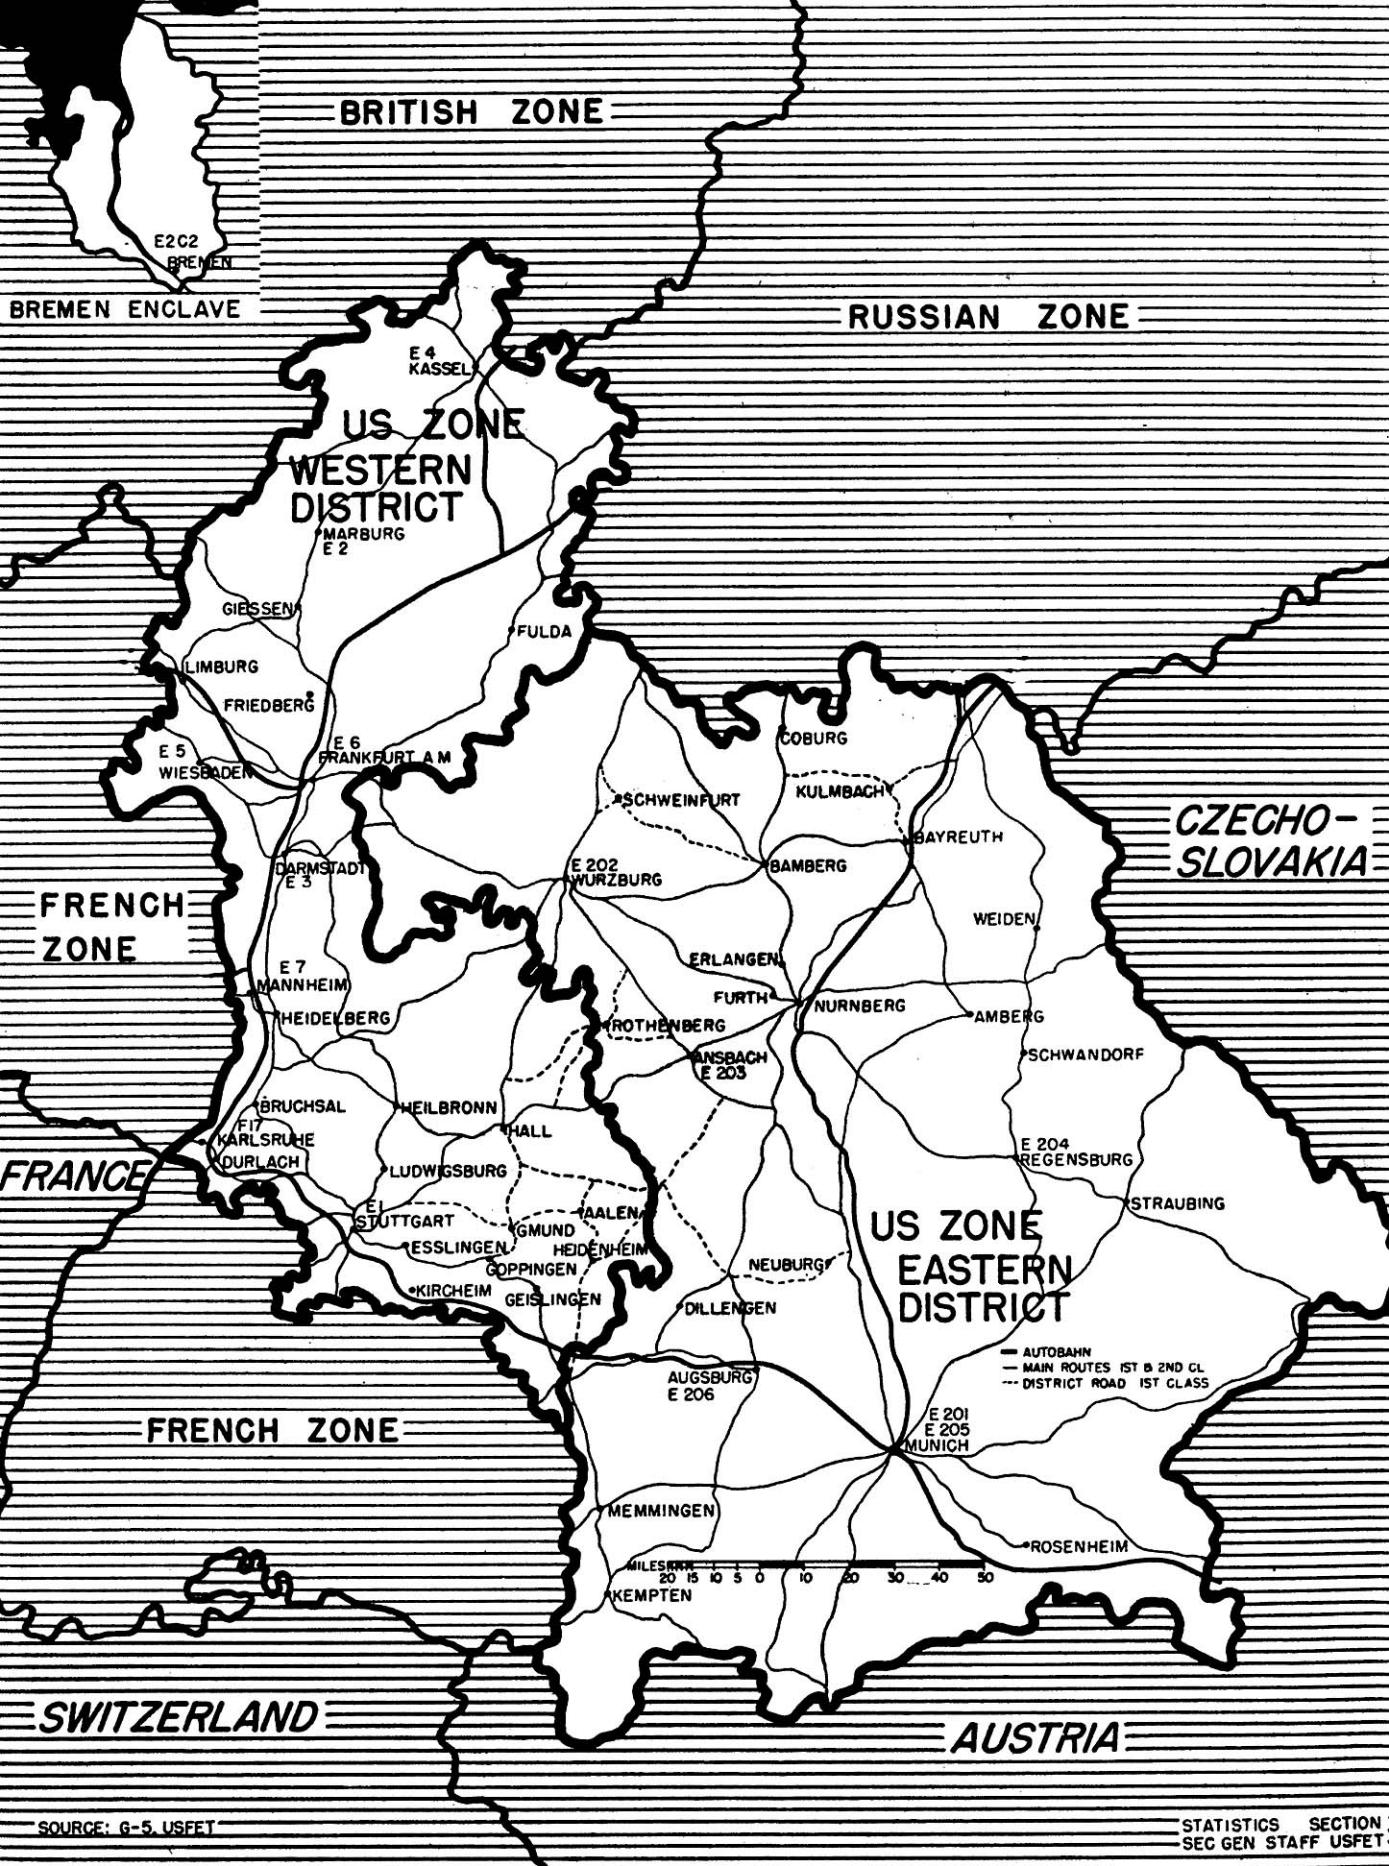 BRITISH ZONE
E2C2
BREMEN
BREMEN ENCLAVE
RUSSIAN ZONE
E 4
KASSEL
US ZONE
WESTERN
DISTRICT
MARBURG
E 2
GIESSEN
FULDA
LIMBURG
FRIEDBERG
E 5
WIESBADEN
E 6
FRANKFURT A M
COBURG
KULMBACH
SCHWEINFURT
BAYREUTH
CZECHO-
SLOVAKIA
DARMSTADT
E 3
E 202
WURZBURG
BAMBERG
FRENCH
ZONE
WEIDEN
ERLANGEN
E 7
MANNHEIM
FURTH
NURNBERG
HEIDELBERG
ROTHENBERG
AMBERG
ANSBACH
E 203
SCHWANDORF
BRUCHSAL
HEILBRONN
F17
KARLSRUHE
HALL
DURLACH
LUDWIGSBURG
E 204
REGENSBURG
FRANCE
STRAUBING
E1
STUTTGART
GMUND
AALEN
US ZONE
EASTERN
DISTRICT
ESSLINGEN
HEIDENHEIM
GOPPINGEN
NEUBURG
KIRCHEIM
GEISLINGEN
DILLENGEN
AUTOBAHN
MAIN ROUTES 1ST & 2ND CL
DISTRICT ROAD 1ST CLASS
AUGSBURG
E 206
E 201
E 205
MUNICH
FRENCH ZONE
MEMMINGEN
ROSENHEIM
MILES
20 15 10 5 0 10 20 30 40 50
KEMPTEN
SWITZERLAND
AUSTRIA
SOURCE: G-5, USFET
STATISTICS SECTION
SEC GEN STAFF USFET